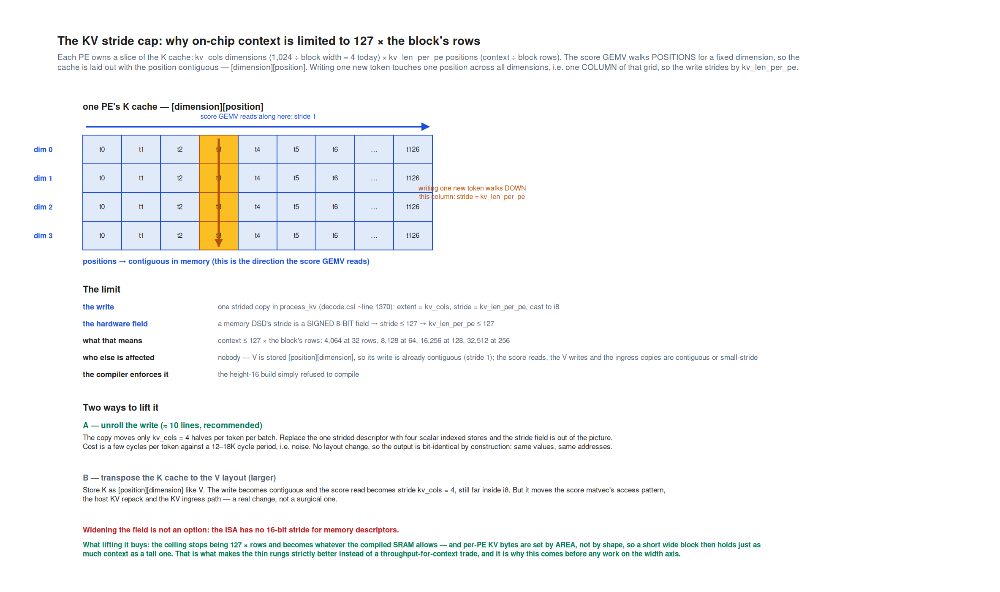 The KV stride cap: why on-chip context is limited to 127 × the block's rows
Each PE owns a slice of the K cache: kv_cols dimensions (1,024 ÷ block width = 4 today) × kv_len_per_pe positions (context ÷ block rows). The score GEMV walks POSITIONS for a fixed dimension, so the
cache is laid out with the position contiguous — [dimension][position]. Writing one new token touches one position across all dimensions, i.e. one COLUMN of that grid, so the write strides by kv_len_per_pe.
one PE's K cache — [dimension][position]
score GEMV reads along here: stride 1
dim 0 t0 t1 t2 t3 t4 t5 t6 … t126
dim 1 t0 t1 t2 t3 t4 t5 t6 … t126
writing one new token walks DOWN
this column: stride = kv_len_per_pe
dim 2 t0 t1 t2 t3 t4 t5 t6 … t126
dim 3 t0 t1 t2 t3 t4 t5 t6 … t126
positions → contiguous in memory (this is the direction the score GEMV reads)
The limit
the write one strided copy in process_kv (decode.csl ~line 1370): extent = kv_cols, stride = kv_len_per_pe, cast to i8
the hardware field a memory DSD's stride is a SIGNED 8-BIT field → stride ≤ 127 → kv_len_per_pe ≤ 127
what that means context ≤ 127 × the block's rows: 4,064 at 32 rows, 8,128 at 64, 16,256 at 128, 32,512 at 256
who else is affected nobody — V is stored [position][dimension], so its write is already contiguous (stride 1); the score reads, the V writes and the ingress copies are contiguous or small-stride
the compiler enforces it the height-16 build simply refused to compile
Two ways to lift it
A — unroll the write (≈ 10 lines, recommended)
The copy moves only kv_cols = 4 halves per token per batch. Replace the one strided descriptor with four scalar indexed stores and the stride field is out of the picture.
Cost is a few cycles per token against a 12–18K cycle period, i.e. noise. No layout change, so the output is bit-identical by construction: same values, same addresses.
B — transpose the K cache to the V layout (larger)
Store K as [position][dimension] like V. The write becomes contiguous and the score read becomes stride kv_cols = 4, still far inside i8. But it moves the score matvec's access pattern,
the host KV repack and the KV ingress path — a real change, not a surgical one.
Widening the field is not an option: the ISA has no 16-bit stride for memory descriptors.
What lifting it buys: the ceiling stops being 127 × rows and becomes whatever the compiled SRAM allows — and per-PE KV bytes are set by AREA, not by shape, so a short wide block then holds just as
much context as a tall one. That is what makes the thin rungs strictly better instead of a throughput-for-context trade, and it is why this comes before any work on the width axis.